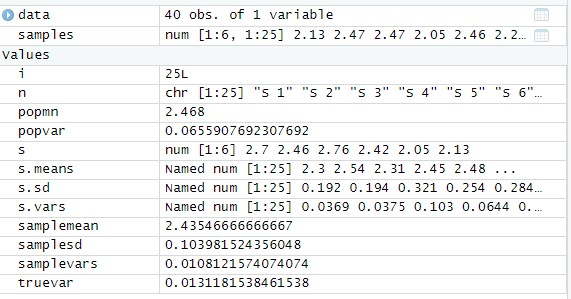 data 40 obs. of 1 variable
samples num [1:6, 1:25] 2.13 2.47 2.47 2.05 2.46 2.2…
Values
i 25L
n chr [1:25] "S 1" "S 2" "S 3" "S 4" "S 5" "S 6"…
popmn 2.468
popvar 0.0655907692307692
s num [1:6] 2.7 2.46 2.76 2.42 2.05 2.13
s.means Named num [1:25] 2.3 2.54 2.31 2.45 2.48 ...
s.sd Named num [1:25] 0.192 0.194 0.321 0.254 0.284…
s.vars Named num [1:25] 0.0369 0.0375 0.103 0.0644 0.…
samplemean 2.43546666666667
samplesd 0.103981524356048
samplevars 0.0108121574074074
truevar 0.0131181538461538